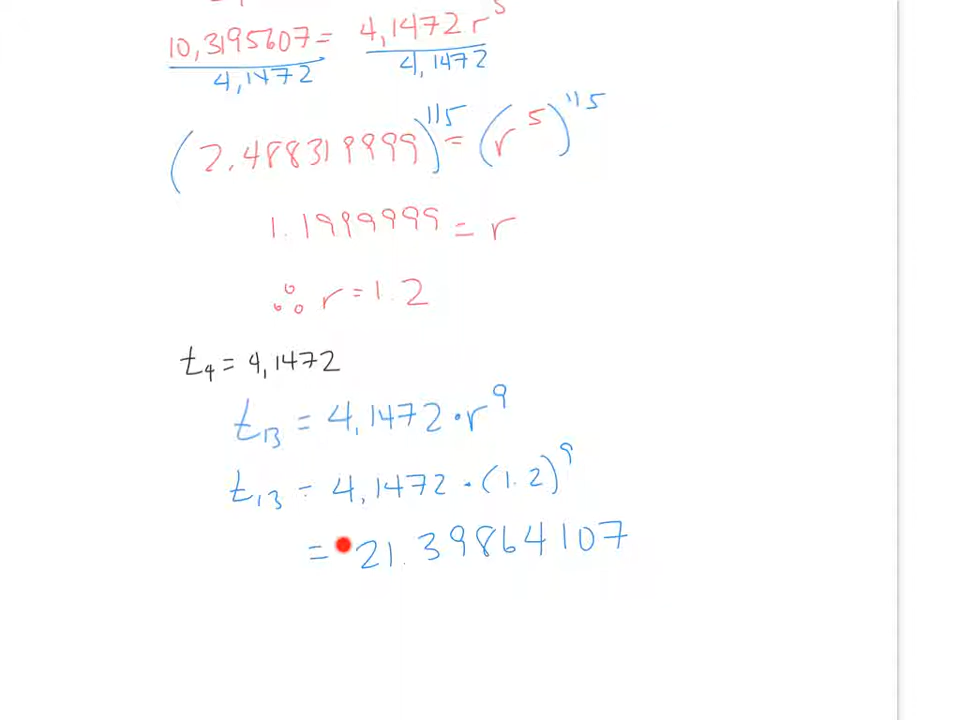 10,3195607 = 4,1472 r⁵
4,1472 4,1472
(2.488319999)^1/5 = (r⁵)^1/5
1.1999999 = r
∴ r = 1.2
t₄ = 4,1472
t₁₃ = 4,1472 · r⁹
t₁₃ = 4,1472 · (1.2)⁹
= 21.39864107